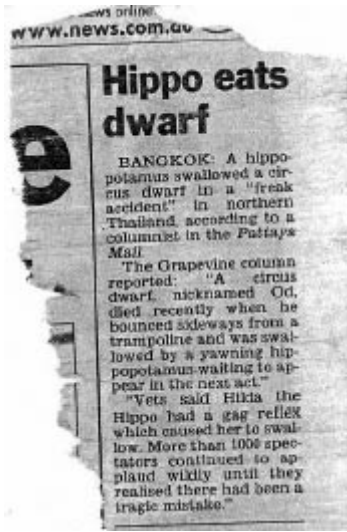 news online
www.news.com.au
e
Hippo eats
dwarf
BANGKOK: A hippo-
potamus swallowed a cir-
cus dwarf in a "freak
accident" in northern
Thailand, according to a
columnist in the Pattaya
Mail
The Grapevine column
reported: "A circus
dwarf, nicknamed Od,
died recently when he
bounced sideways from a
trampoline and was swal-
lowed by a yawning hip-
popotamus waiting to ap-
pear in the next act."
"Vets said Hilda the
Hippo had a gag reflex
which caused her to swal-
low. More than 1000 spec-
tators continued to ap-
plaud wildly until they
realised there had been a
tragic mistake."